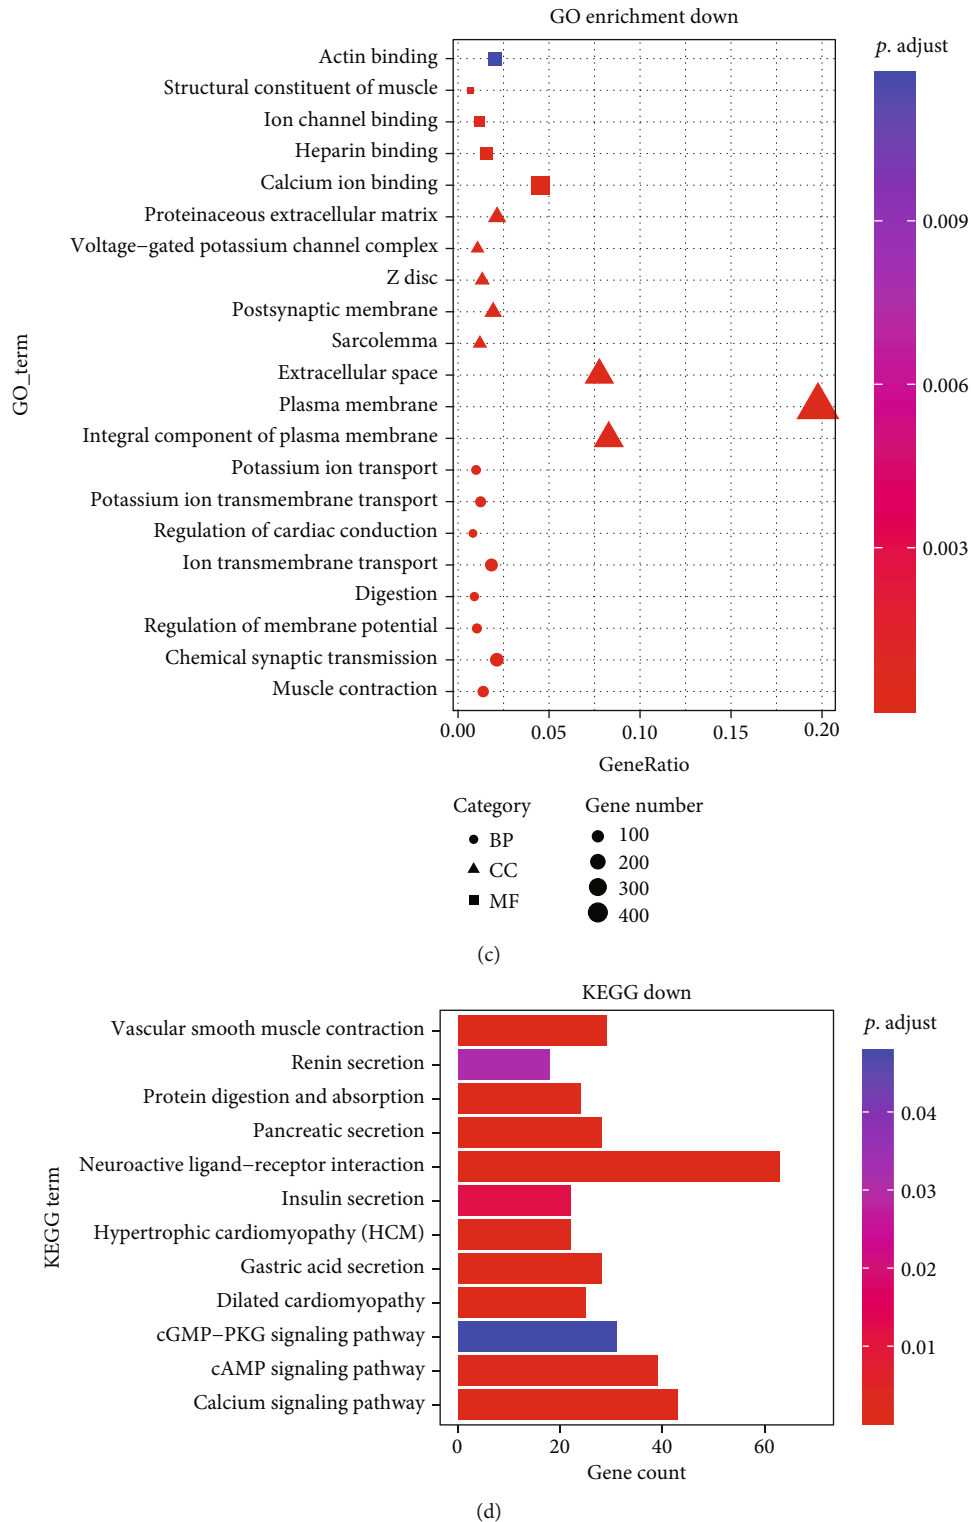 GO enrichment down
p. adjust
Actin binding
Structural constituent of muscle
Ion channel binding
Heparin binding
Calcium ion binding
Proteinaceous extracellular matrix
Voltage−gated potassium channel complex
Z disc
Postsynaptic membrane
Sarcolemma
Extracellular space
Plasma membrane
Integral component of plasma membrane
Potassium ion transport
Potassium ion transmembrane transport
Regulation of cardiac conduction
Ion transmembrane transport
Digestion
Regulation of membrane potential
Chemical synaptic transmission
Muscle contraction
GO_term
0.009
0.006
0.003
0.00 0.05 0.10 0.15 0.20
GeneRatio
Category
BP
CC
MF
Gene number
100
200
300
400
(c)
KEGG down
p. adjust
Vascular smooth muscle contraction
Renin secretion
Protein digestion and absorption
Pancreatic secretion
Neuroactive ligand−receptor interaction
Insulin secretion
Hypertrophic cardiomyopathy (HCM)
Gastric acid secretion
Dilated cardiomyopathy
cGMP−PKG signaling pathway
cAMP signaling pathway
Calcium signaling pathway
KEGG term
0.04
0.03
0.02
0.01
0 20 40 60
Gene count
(d)